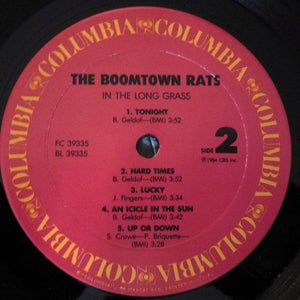 COLUMBIA COLUMBIA COLUMBIA COLUMBIA COLUMBIA COLUMBIA
THE BOOMTOWN RATS
IN THE LONG GRASS
1. TONIGHT
B. Geldof—(BMI) 3:52
FC 39335
BL 39335
SIDE 2
℗ 1984 CBS Inc.
2. HARD TIMES
B. Geldof—(BMI) 3:52
3. LUCKY
J. Fingers—(BMI) 3:34
4. AN ICICLE IN THE SUN
B. Geldof—(BMI) 3:42
5. UP OR DOWN
S. Crowe—P. Briquette—
(BMI) 3:28